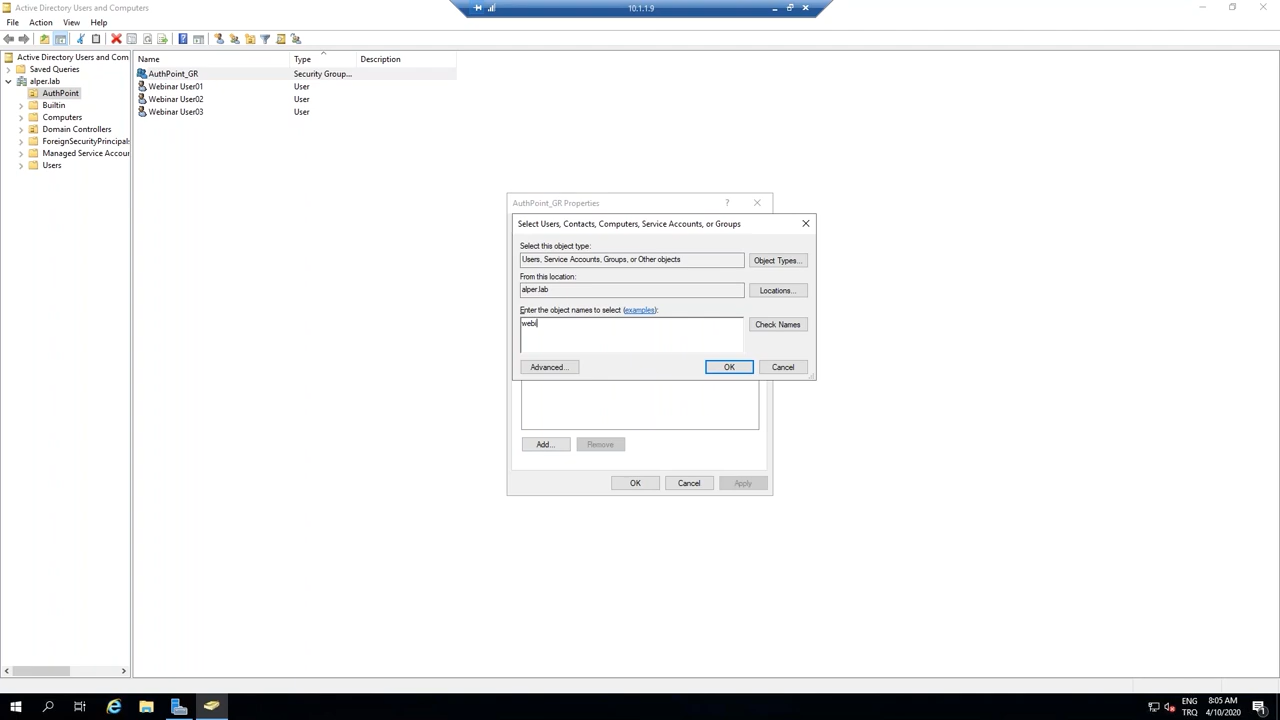 Active Directory Users and Computers
10.1.1.9
File Action View Help
Active Directory Users and Com
Saved Queries
alper.lab
AuthPoint
Builtin
Computers
Domain Controllers
ForeignSecurityPrincipals
Managed Service Accour
Users
Name Type Description
AuthPoint_GR Security Group...
Webinar User01 User
Webinar User02 User
Webinar User03 User
AuthPoint_GR Properties
?
Select Users, Contacts, Computers, Service Accounts, or Groups
Select this object type:
Users, Service Accounts, Groups, or Other objects
Object Types...
From this location:
alper.lab
Locations...
Enter the object names to select (examples):
webi
Check Names
Advanced...
OK
Cancel
Add...
Remove
OK
Cancel
Apply
ENG
TRQ
8:05 AM
4/10/2020
1